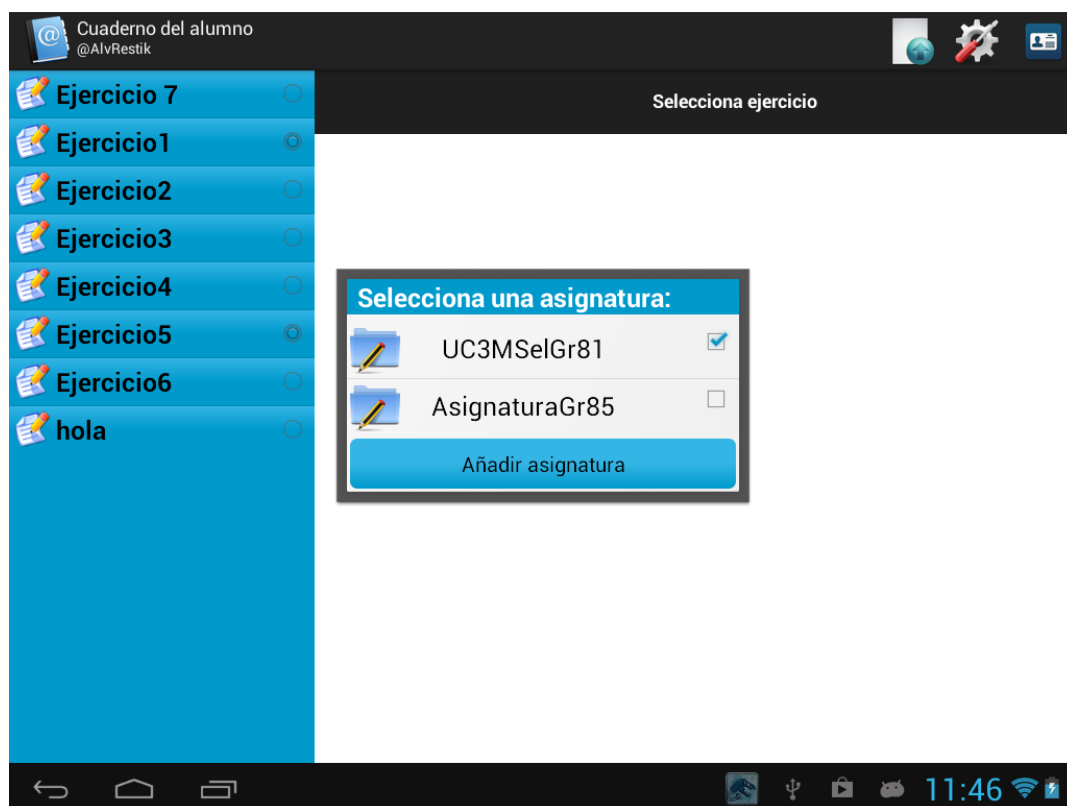 Cuaderno del alumno
@AlvRestik
Selecciona ejercicio
Ejercicio 7
Ejercicio1
Ejercicio2
Ejercicio3
Ejercicio4
Ejercicio5
Ejercicio6
hola
Selecciona una asignatura:
UC3MSelGr81
AsignaturaGr85
Añadir asignatura
11:46